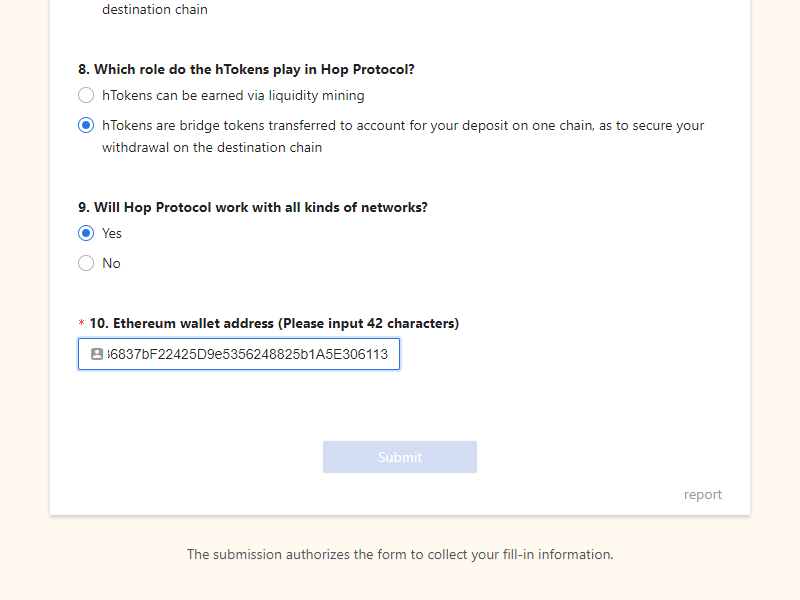 destination chain
8. Which role do the hTokens play in Hop Protocol?
hTokens can be earned via liquidity mining
hTokens are bridge tokens transferred to account for your deposit on one chain, as to secure your
withdrawal on the destination chain
9. Will Hop Protocol work with all kinds of networks?
Yes
No
* 10. Ethereum wallet address (Please input 42 characters)
6837bF22425D9e5356248825b1A5E306113
Submit
report
The submission authorizes the form to collect your fill-in information.